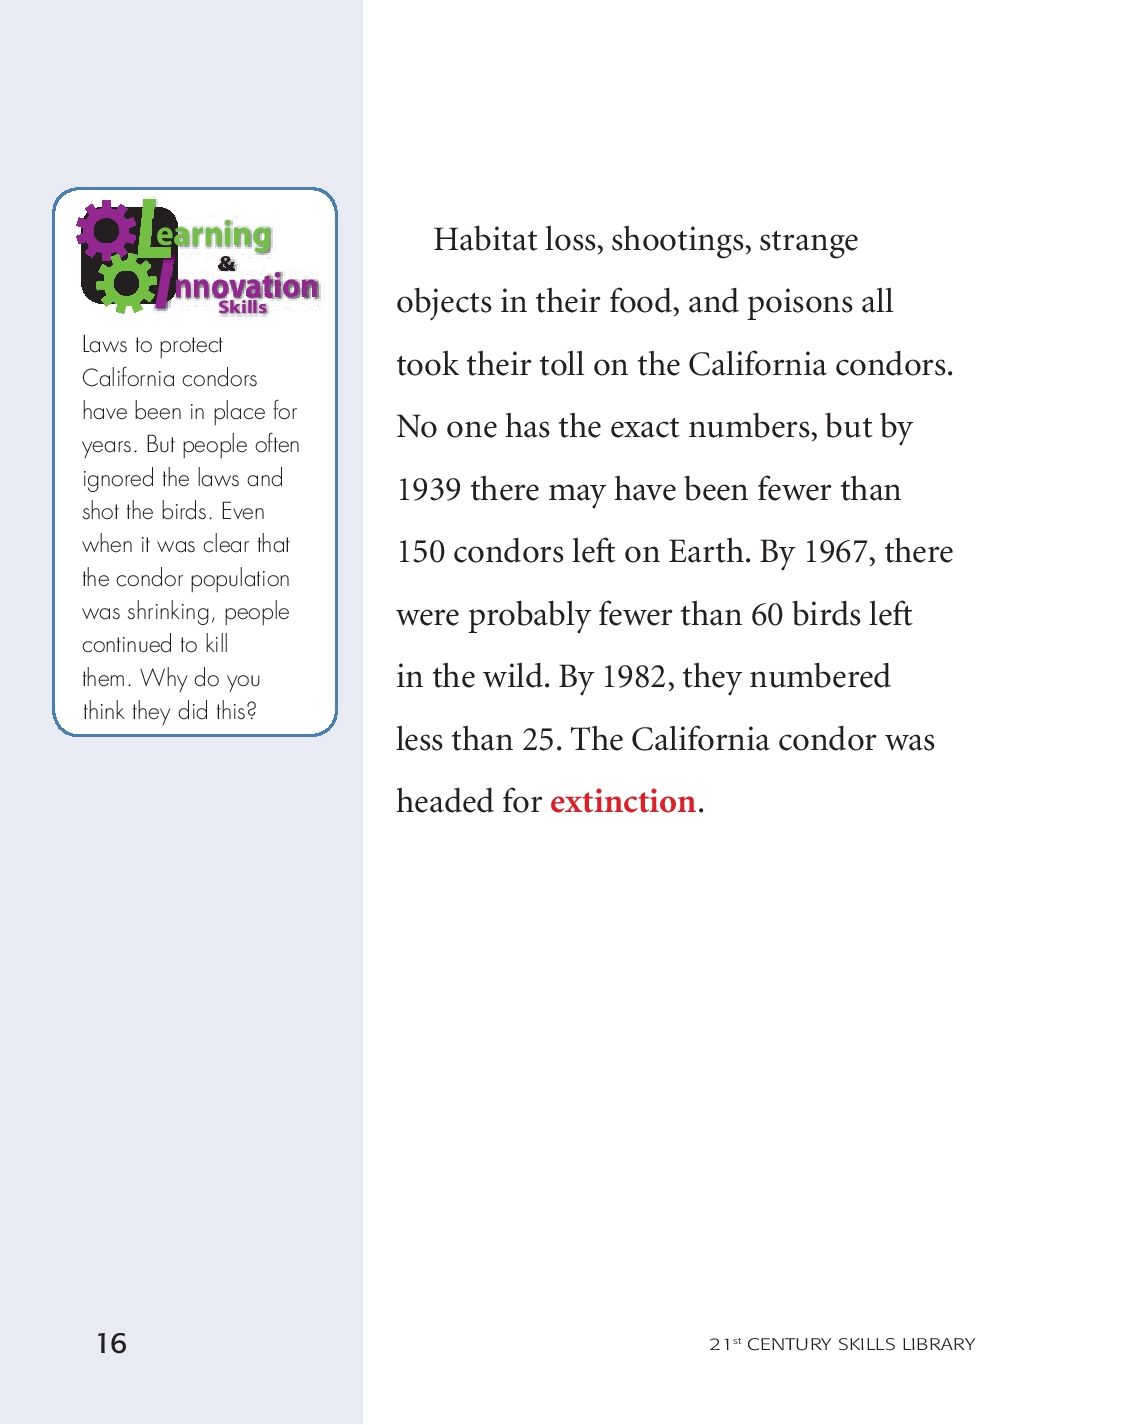 Learning
&
Innovation
Skills
Laws to protect
California condors
have been in place for
years. But people often
ignored the laws and
shot the birds. Even
when it was clear that
the condor population
was shrinking, people
continued to kill
them. Why do you
think they did this?
Habitat loss, shootings, strange
objects in their food, and poisons all
took their toll on the California condors.
No one has the exact numbers, but by
1939 there may have been fewer than
150 condors left on Earth. By 1967, there
were probably fewer than 60 birds left
in the wild. By 1982, they numbered
less than 25. The California condor was
headed for extinction.
16
21st CENTURY SKILLS LIBRARY